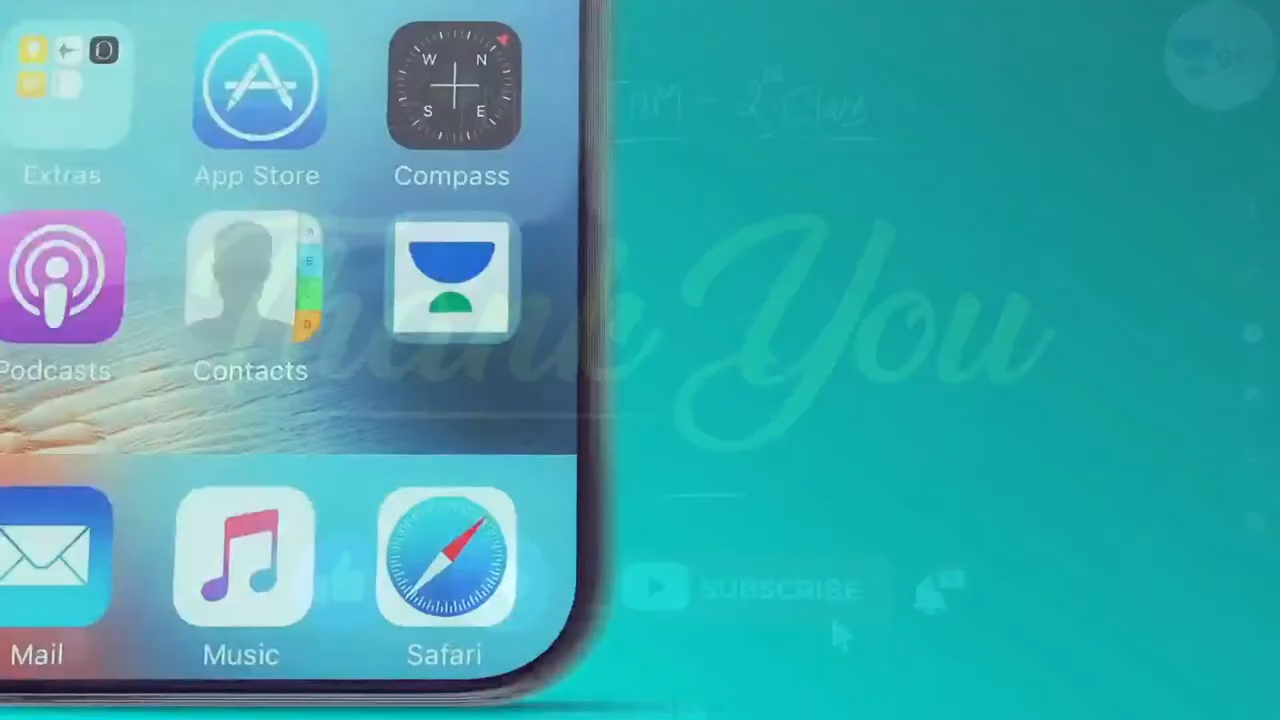 W N
S E
Extras App Store Compass
Podcasts Contacts
Thank You
SUBSCRIBE
Mail Music Safari